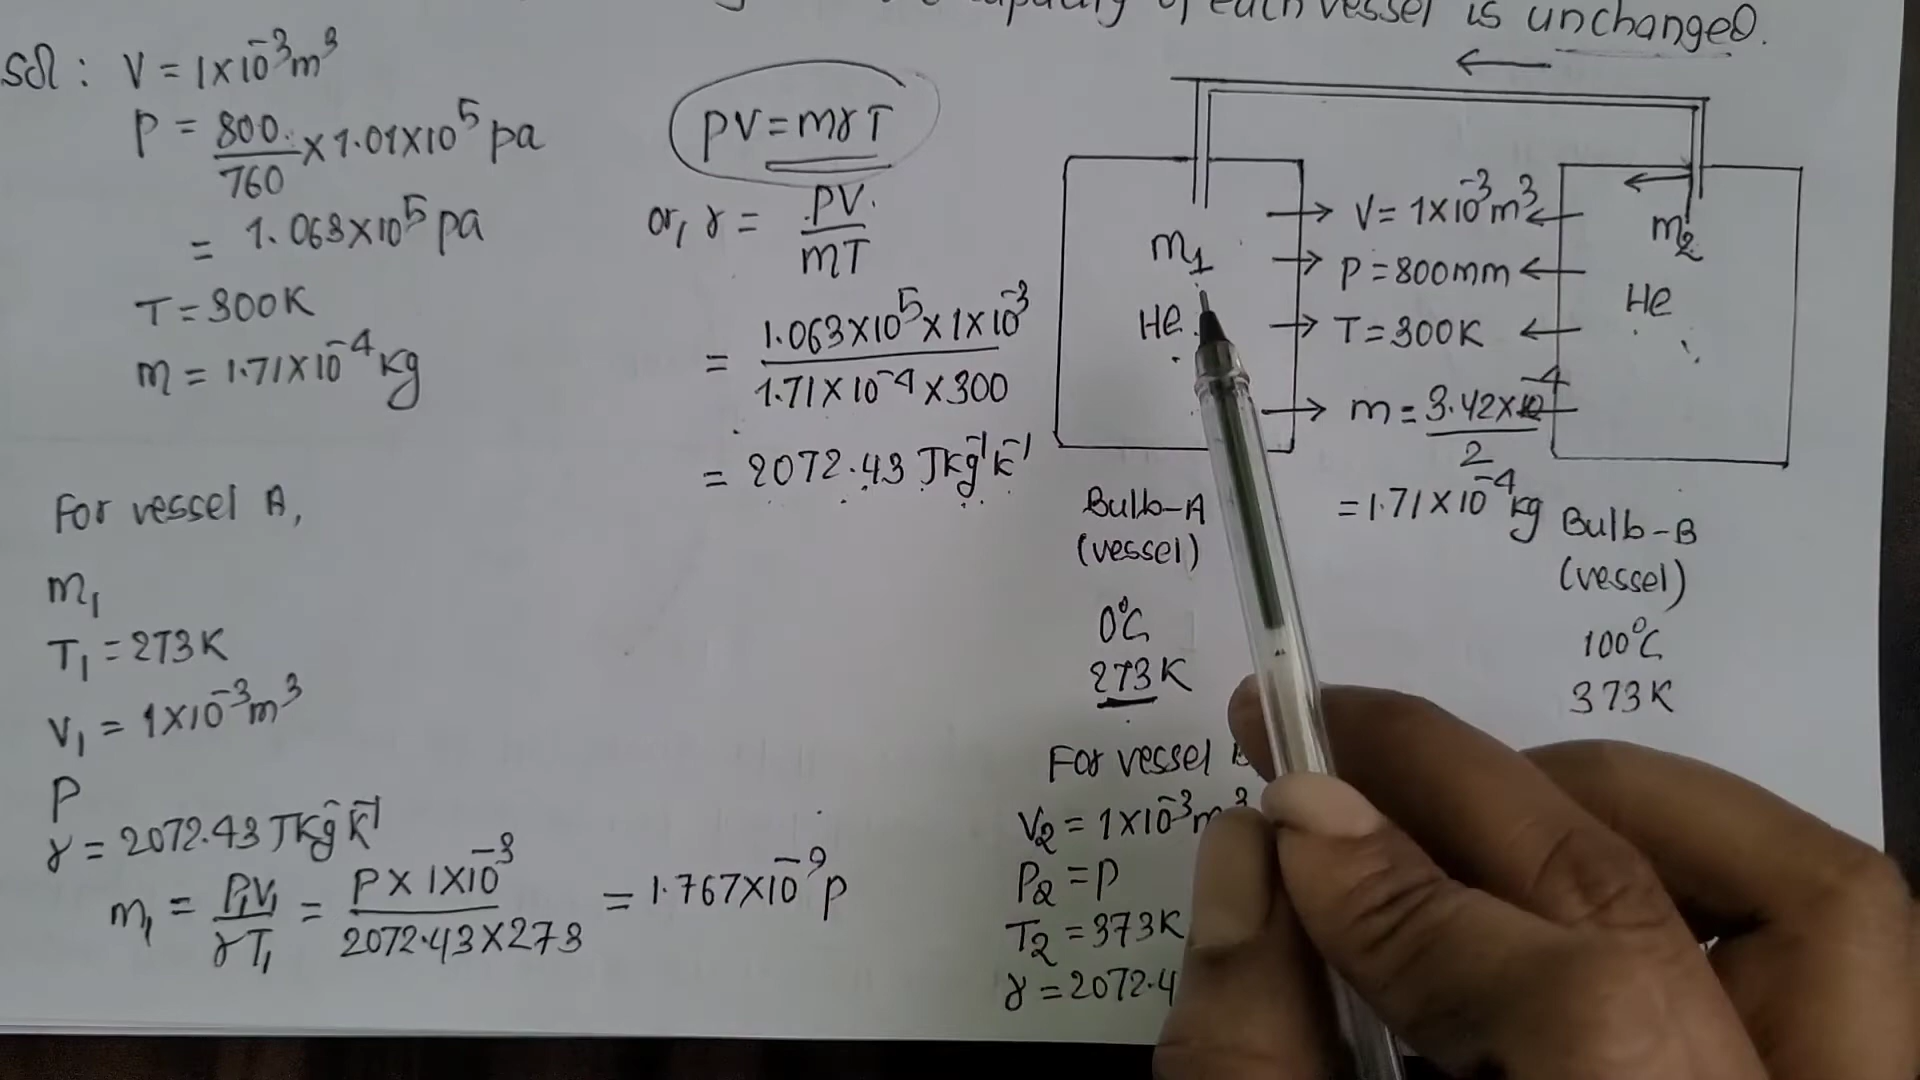 capacity of each vessel is unchanged.
Sol: V = 1×10⁻³m³
P = 800/760 × 1.01×10⁵ pa
= 1.063×10⁵ pa
T = 300K
m = 1.71×10⁻⁴ kg
PV = mrT
or, r = PV/mT
= 1.063×10⁵×1×10⁻³/1.71×10⁻⁴×300
= 2072.43 JKg⁻¹K⁻¹
m₁
He
V = 1×10⁻³m³
P = 800mm
T = 300K
m = 3.42×10⁻⁴/2
= 1.71×10⁻⁴kg
m₂
He
Bulb-A
(vessel)
0°C
273K
Bulb-B
(vessel)
100°C
373K
For vessel A,
m₁
T₁ = 273K
V₁ = 1×10⁻³m³
P
r = 2072.43 JKg⁻¹K⁻¹
m₁ = P₁V₁/rT₁ = P×1×10⁻³/2072.43×273 = 1.767×10⁻⁹P
For vessel B
V₂ = 1×10⁻³m³
P₂ = P
T₂ = 373K
r = 2072.4